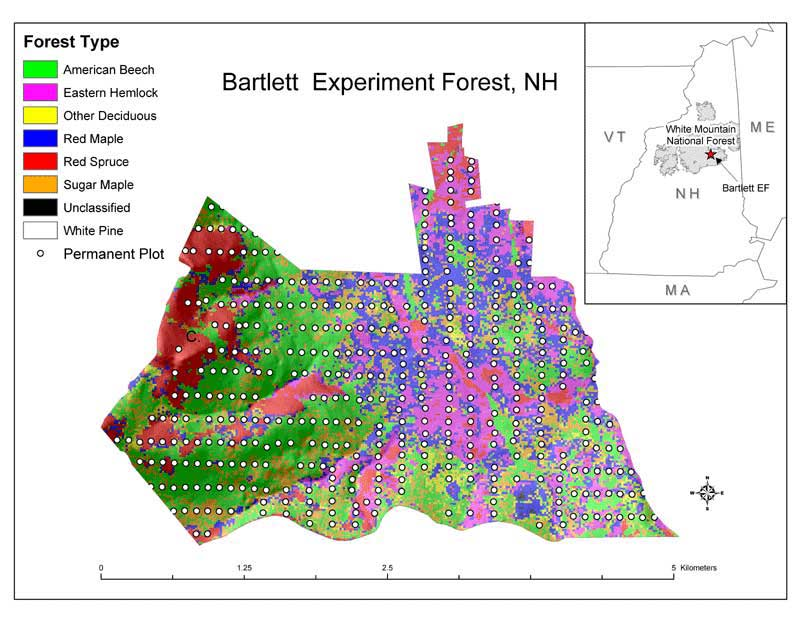 Forest Type
American Beech
Eastern Hemlock
Other Deciduous
Red Maple
Red Spruce
Sugar Maple
Unclassified
White Pine
Permanent Plot
Bartlett Experiment Forest, NH
VT
ME
White Mountain
National Forest
Bartlett EF
NH
MA
C.
N
W E
S
0 1.25 2.5 5 Kilometers